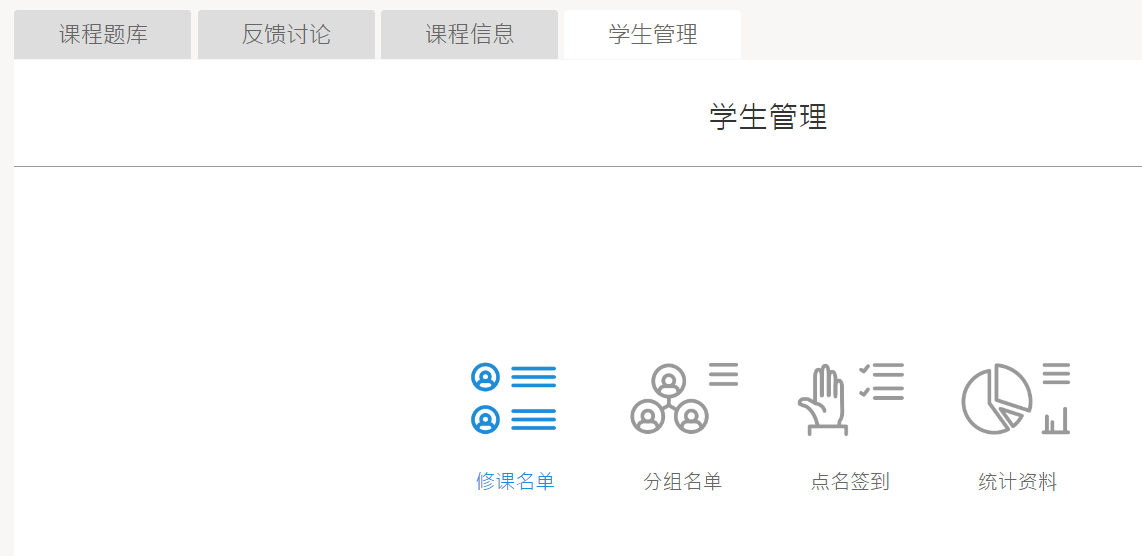 课程题库
反馈讨论
课程信息
学生管理
学生管理
修课名单
分组名单
点名签到
统计资料